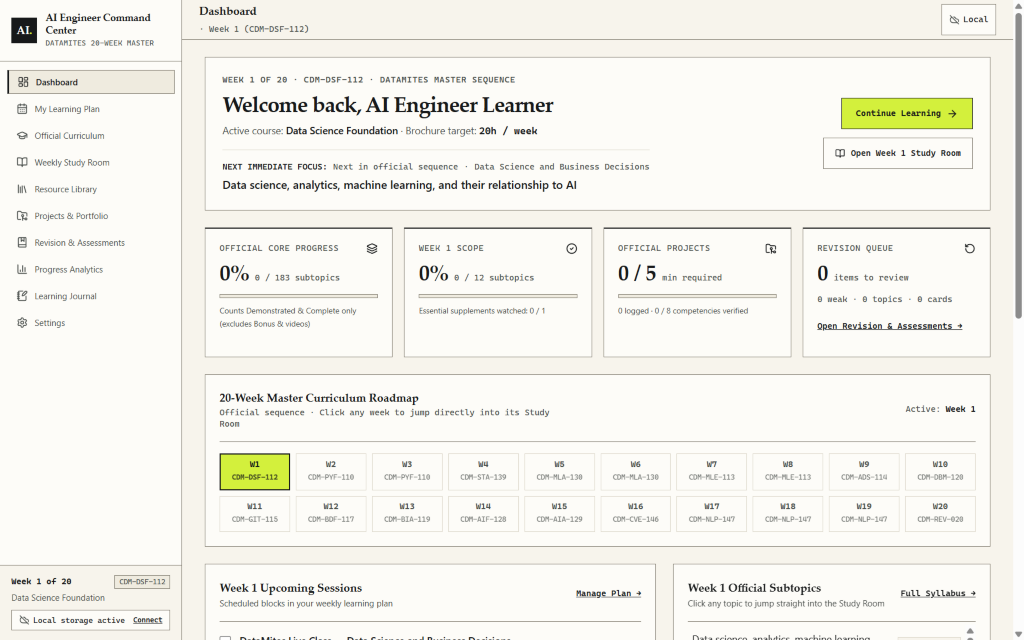 AI.
AI Engineer Command
Center
DATAMITES 20-WEEK MASTER
Dashboard
My Learning Plan
Official Curriculum
Weekly Study Room
Resource Library
Projects & Portfolio
Revision & Assessments
Progress Analytics
Learning Journal
Settings
Week 1 of 20
CDM-DSF-112
Data Science Foundation
Local storage active Connect
Dashboard
· Week 1 (CDM-DSF-112)
Local
WEEK 1 OF 20 · CDM-DSF-112 · DATAMITES MASTER SEQUENCE
Welcome back, AI Engineer Learner
Active course: Data Science Foundation · Brochure target: 20h / week
NEXT IMMEDIATE FOCUS: Next in official sequence · Data Science and Business Decisions
Data science, analytics, machine learning, and their relationship to AI
Continue Learning →
Open Week 1 Study Room
OFFICIAL CORE PROGRESS
0% 0 / 183 subtopics
Counts Demonstrated & Complete only
(excludes Bonus & videos)
WEEK 1 SCOPE
0% 0 / 12 subtopics
Essential supplements watched: 0 / 1
OFFICIAL PROJECTS
0 / 5 min required
0 logged · 0 / 8 competencies verified
REVISION QUEUE
0 items to review
0 weak · 0 topics · 0 cards
Open Revision & Assessments →
20-Week Master Curriculum Roadmap
Official sequence · Click any week to jump directly into its Study
Room
Active: Week 1
W1 W2 W3 W4 W5 W6 W7 W8 W9 W10
CDM-DSF-112 CDM-PYF-110 CDM-PYF-110 CDM-STA-139 CDM-MLA-130 CDM-MLA-130 CDM-MLE-113 CDM-MLE-113 CDM-ADS-114 CDM-DBM-120
W11 W12 W13 W14 W15 W16 W17 W18 W19 W20
CDM-GIT-115 CDM-BDF-117 CDM-BIA-119 CDM-AIF-128 CDM-AIA-129 CDM-CVE-146 CDM-NLP-147 CDM-NLP-147 CDM-NLP-147 CDM-REV-020
Week 1 Upcoming Sessions
Scheduled blocks in your weekly learning plan
Manage Plan →
DataMites Live Class — Data Science and Business Decisions
Week 1 Official Subtopics
Click any topic to jump straight into the Study Room
Full Syllabus →
Data science, analytics, machine learning,